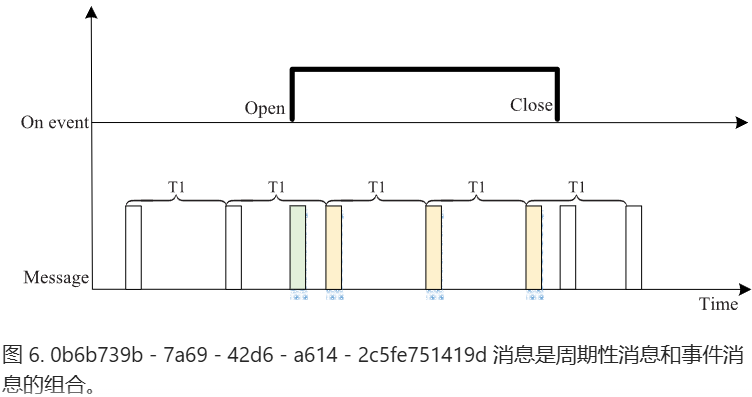 Open
Close
On event
T1 T1 T1 T1 T1
Message
Time
图 6. 0b6b739b - 7a69 - 42d6 - a614 - 2c5fe751419d 消息是周期性消息和事件消
息的组合。